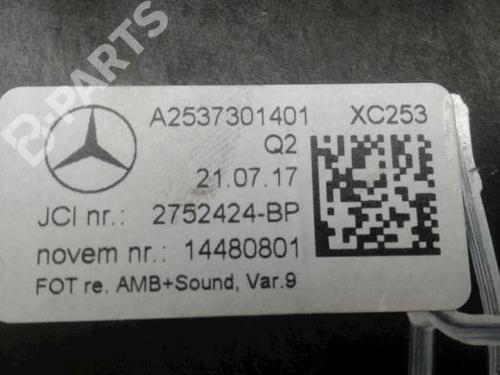 B-PARTS
A2537301401 XC253
Q2
21.07.17
JCI nr.: 2752424-BP
novem nr.: 14480801
FOT re. AMB+Sound, Var.9